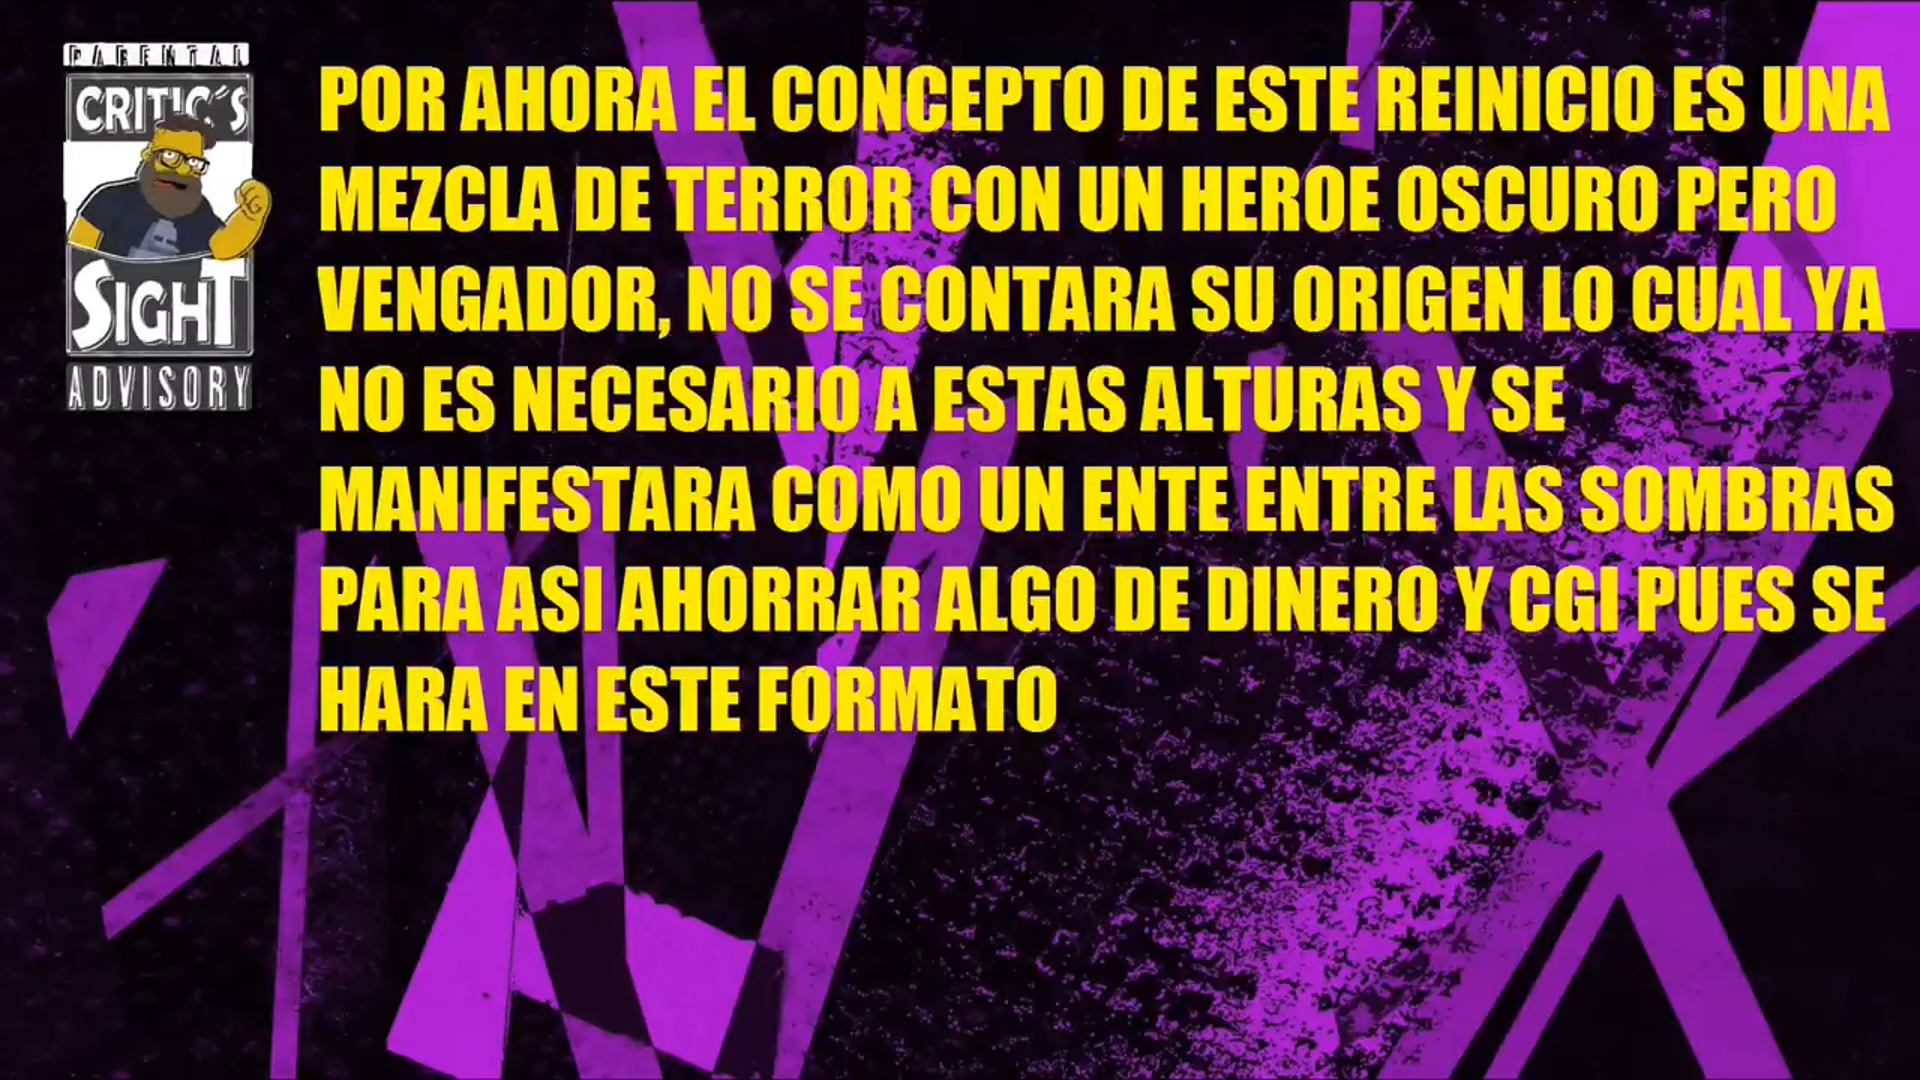 PARENTAL
CRITIC´S
SIGHT
ADVISORY
POR AHORA EL CONCEPTO DE ESTE REINICIO ES UNA
MEZCLA DE TERROR CON UN HEROE OSCURO PERO
VENGADOR, NO SE CONTARA SU ORIGEN LO CUAL YA
NO ES NECESARIO A ESTAS ALTURAS Y SE
MANIFESTARA COMO UN ENTE ENTRE LAS SOMBRAS
PARA ASI AHORRAR ALGO DE DINERO Y CGI PUES SE
HARA EN ESTE FORMATO